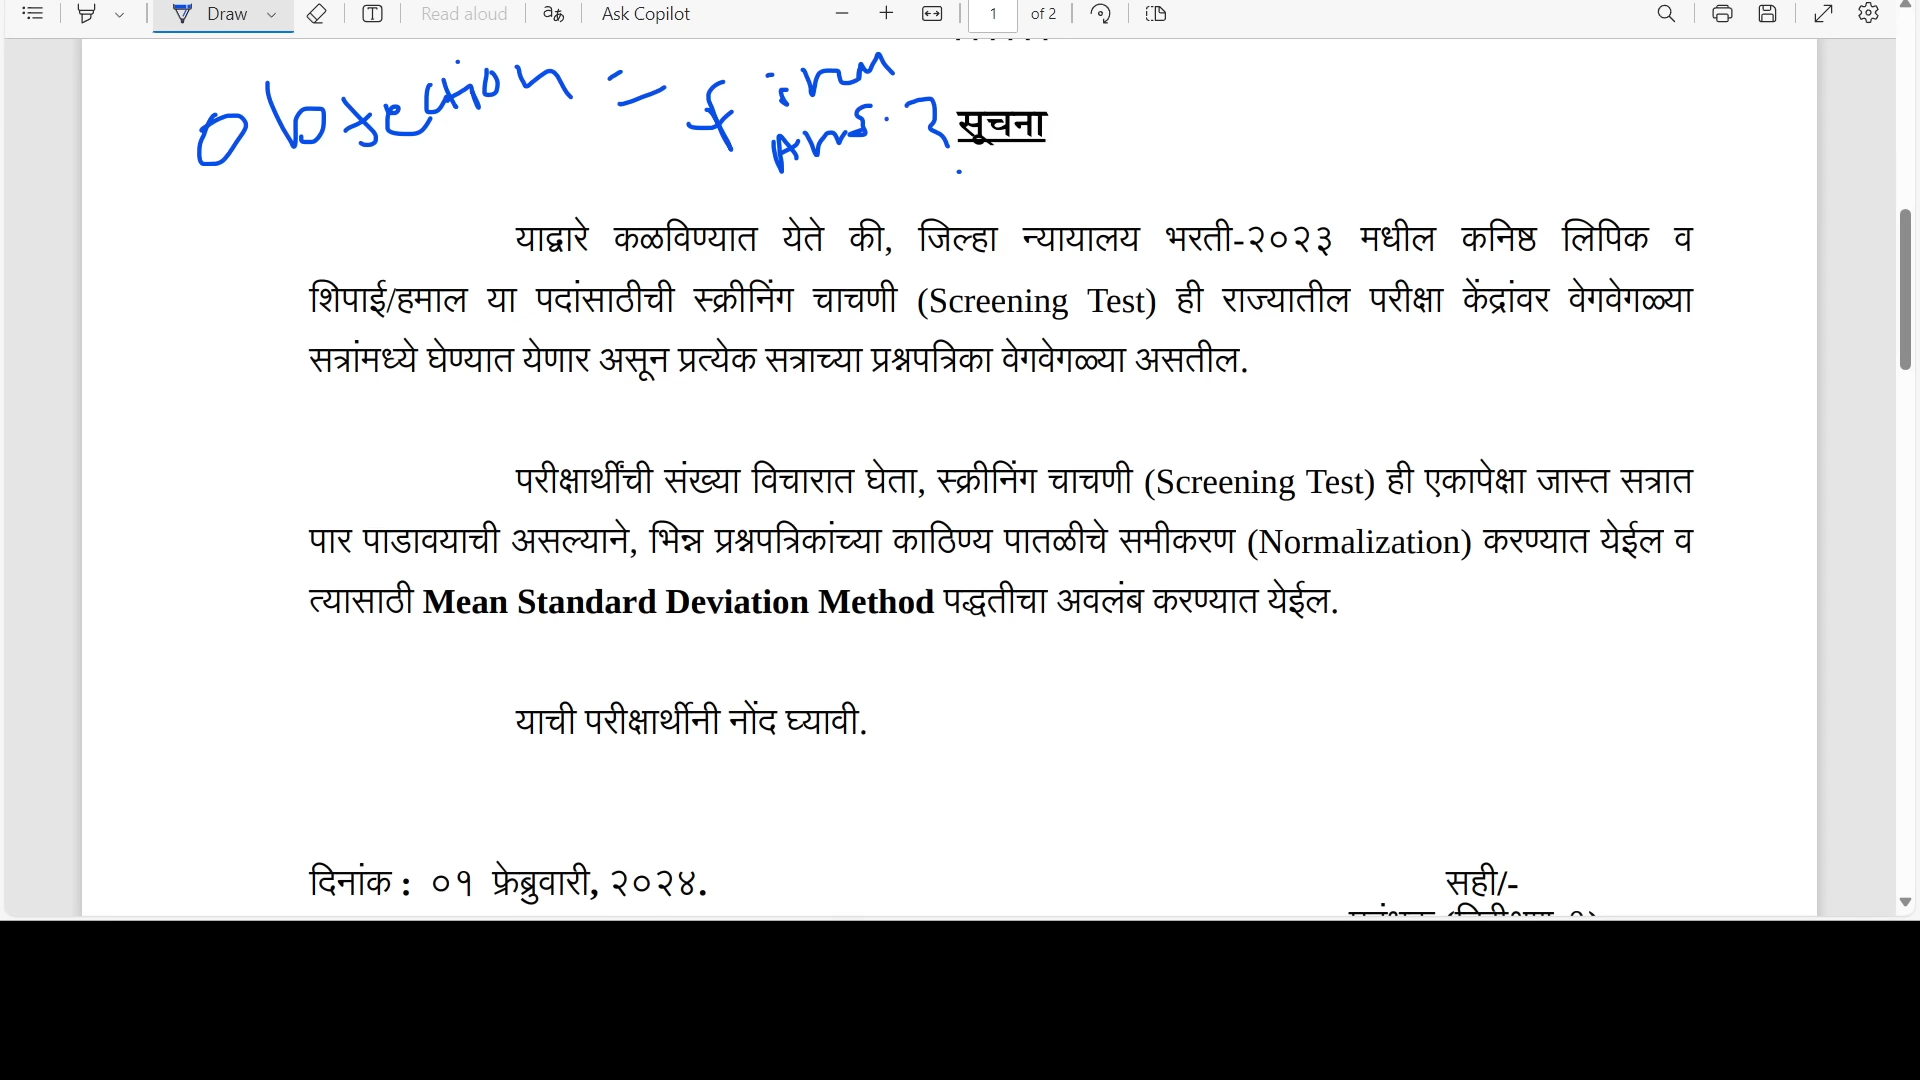 Draw Read aloud Ask Copilot 1 of 2
Objection = final
Ans. ?
सूचना
याद्वारे कळविण्यात येते की, जिल्हा न्यायालय भरती-२०२३ मधील कनिष्ठ लिपिक व
शिपाई/हमाल या पदांसाठीची स्क्रीनिंग चाचणी (Screening Test) ही राज्यातील परीक्षा केंद्रांवर वेगवेगळ्या
सत्रांमध्ये घेण्यात येणार असून प्रत्येक सत्राच्या प्रश्नपत्रिका वेगवेगळ्या असतील.
परीक्षार्थींची संख्या विचारात घेता, स्क्रीनिंग चाचणी (Screening Test) ही एकापेक्षा जास्त सत्रात
पार पाडावयाची असल्याने, भिन्न प्रश्नपत्रिकांच्या काठिण्य पातळीचे समीकरण (Normalization) करण्यात येईल व
त्यासाठी Mean Standard Deviation Method पद्धतीचा अवलंब करण्यात येईल.
याची परीक्षार्थीनी नोंद घ्यावी.
दिनांक : ०१ फ्रेब्रुवारी, २०२४. सही/-